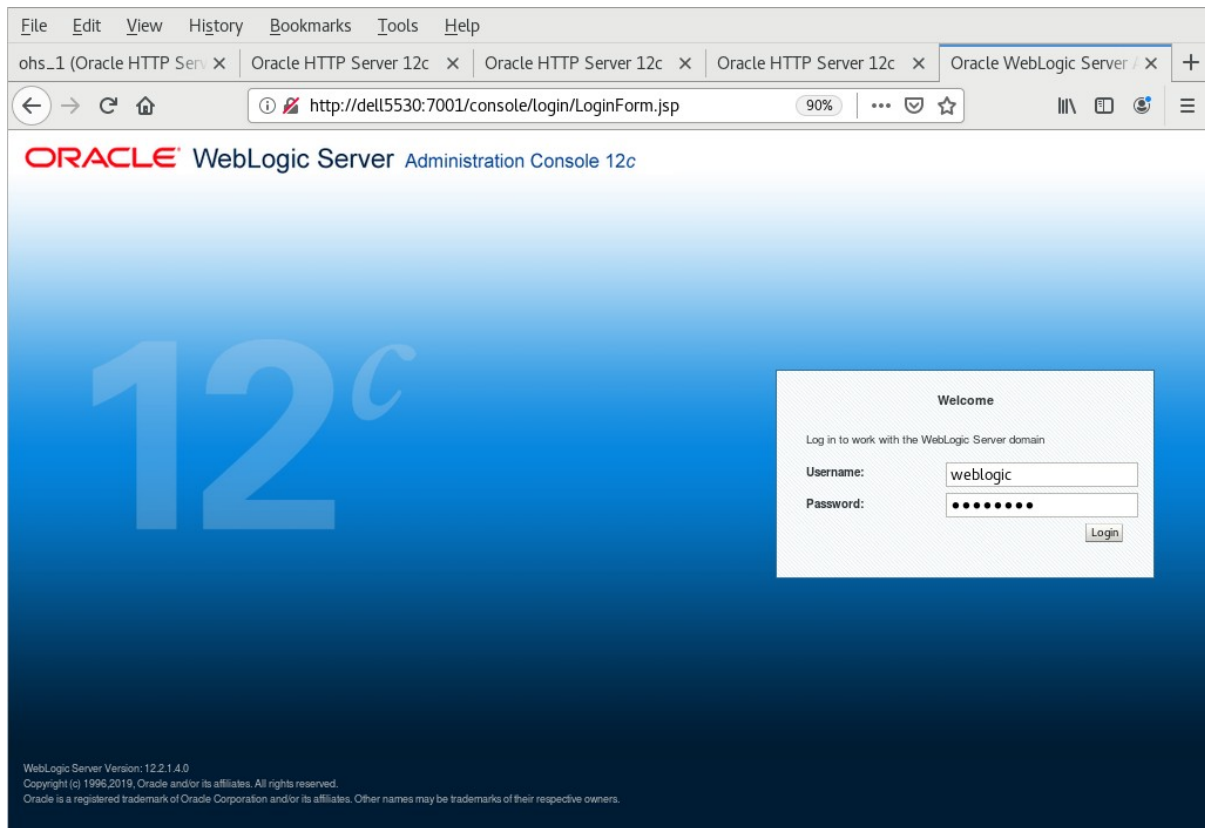 File Edit View History Bookmarks Tools Help
ohs_1 (Oracle HTTP Serv Oracle HTTP Server 12c Oracle HTTP Server 12c Oracle HTTP Server 12c Oracle WebLogic Server A
http://dell5530:7001/console/login/LoginForm.jsp 90%
ORACLE WebLogic Server Administration Console 12c
12c
Welcome
Log in to work with the WebLogic Server domain
Username: weblogic
Password: ••••••••
Login
WebLogic Server Version: 12.2.1.4.0
Copyright (c) 1996,2019, Oracle and/or its affiliates. All rights reserved.
Oracle is a registered trademark of Oracle Corporation and/or its affiliates. Other names may be trademarks of their respective owners.